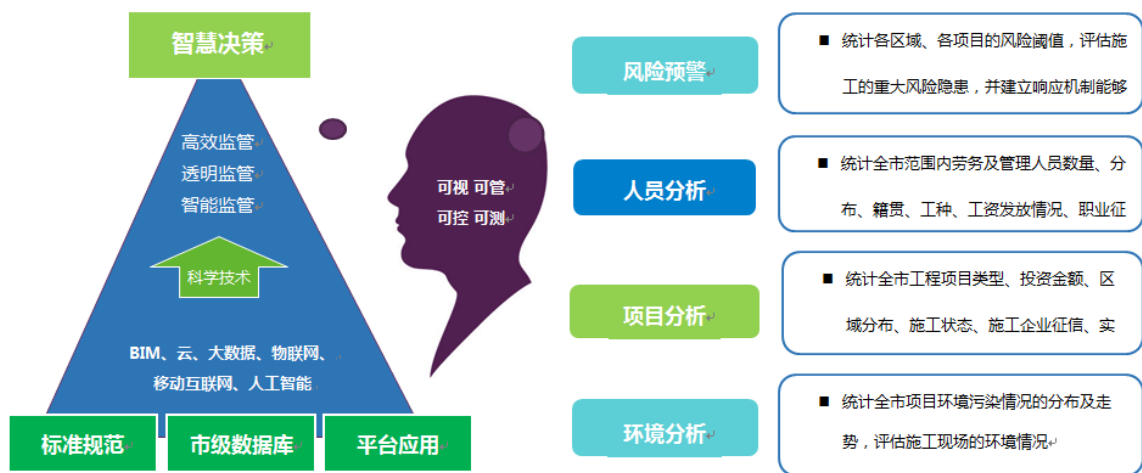 智慧决策
高效监管
透明监管
智能监管
科学技术
BIM、云、大数据、物联网、
移动互联网、人工智能
标准规范
市级数据库
平台应用
可视 可管
可控 可测
风险预警
■ 统计各区域、各项目的风险阈值，评估施
工的重大风险隐患，并建立响应机制能够
人员分析
■ 统计全市范围内劳务及管理人员数量、分
布、籍贯、工种、工资发放情况、职业征
项目分析
■ 统计全市工程项目类型、投资金额、区
域分布、施工状态、施工企业征信、实
环境分析
■ 统计全市项目环境污染情况的分布及走
势，评估施工现场的环境情况